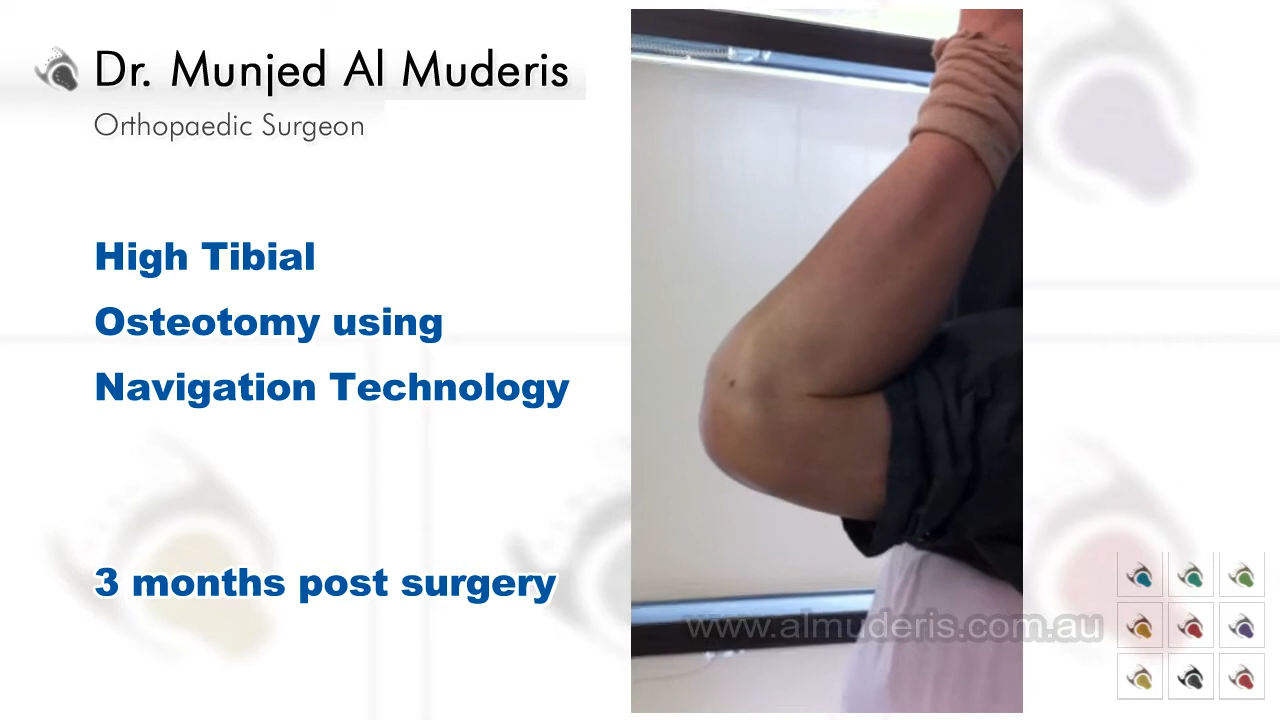 Dr. Munjed Al Muderis
Orthopaedic Surgeon
High Tibial
Osteotomy using
Navigation Technology
3 months post surgery
www.almuderis.com.au